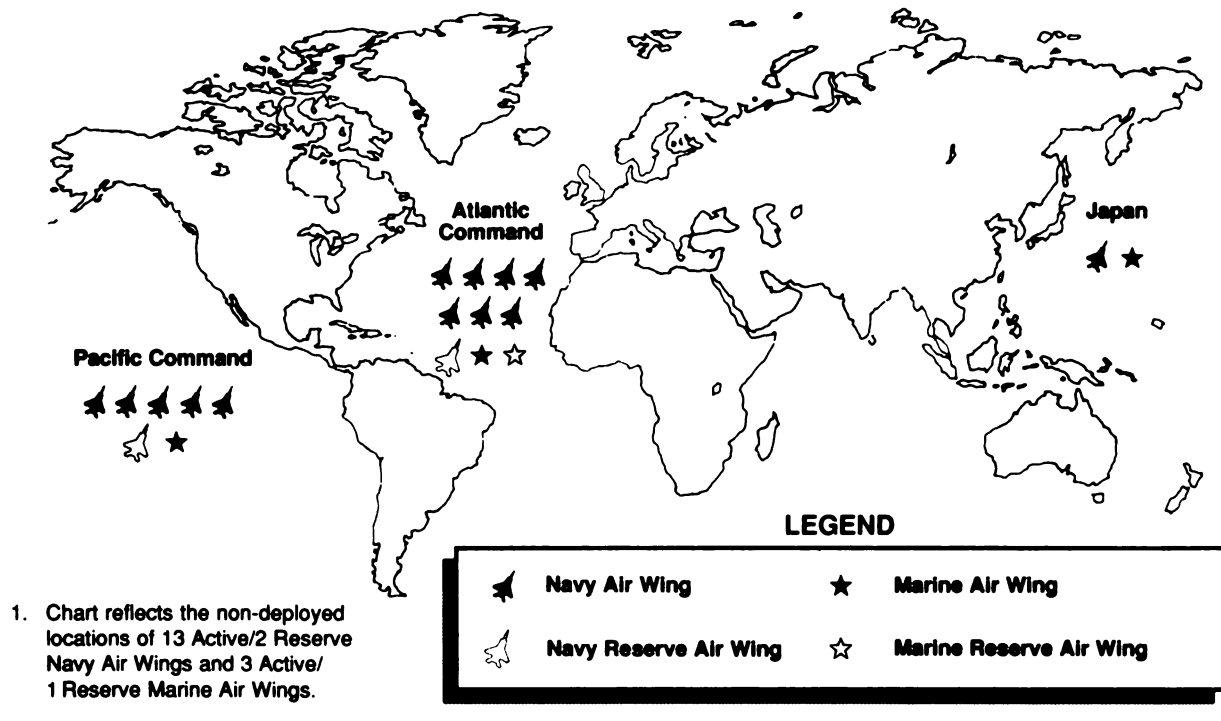 Atlantic
Command
Japan
Pacific Command
LEGEND
Navy Air Wing
Marine Air Wing
Navy Reserve Air Wing
Marine Reserve Air Wing
1. Chart reflects the non-deployed
locations of 13 Active/2 Reserve
Navy Air Wings and 3 Active/
1 Reserve Marine Air Wings.